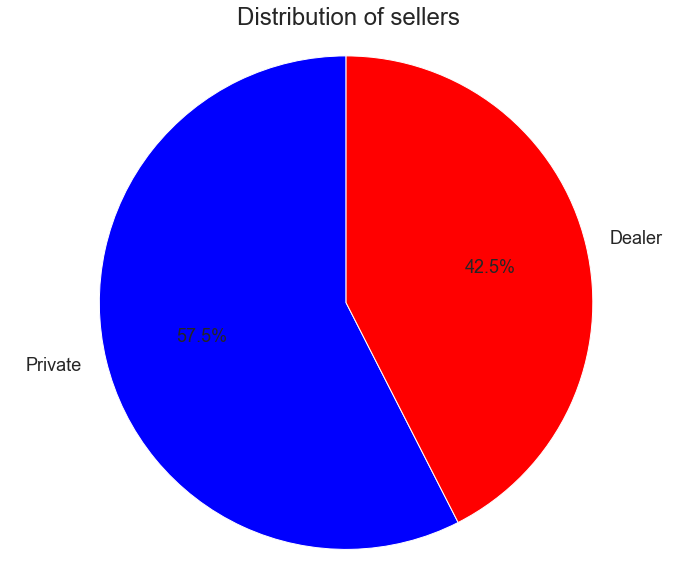 Distribution of sellers
Dealer
42.5%
57.5%
Private